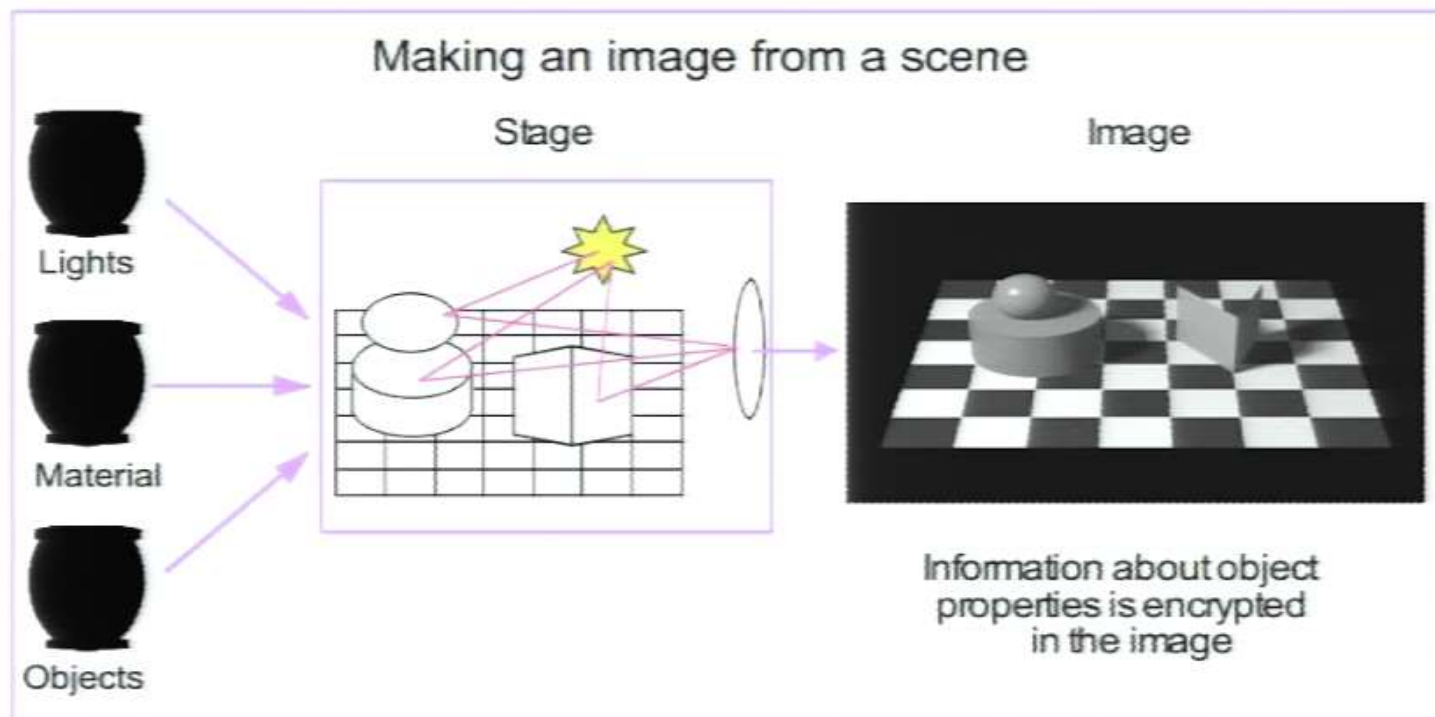 Making an image from a scene
Stage
Image
Lights
Material
Objects
Information about object
properties is encrypted
in the image